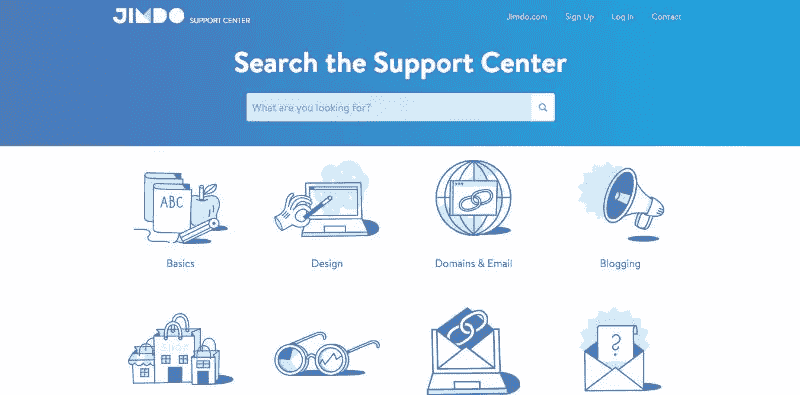 JIMDO SUPPORT CENTER
Jimdo.com Sign Up Log In Contact
Search the Support Center
What are you looking for?
ABC
Basics
Design
Domains & Email
Blogging
SHOP
?